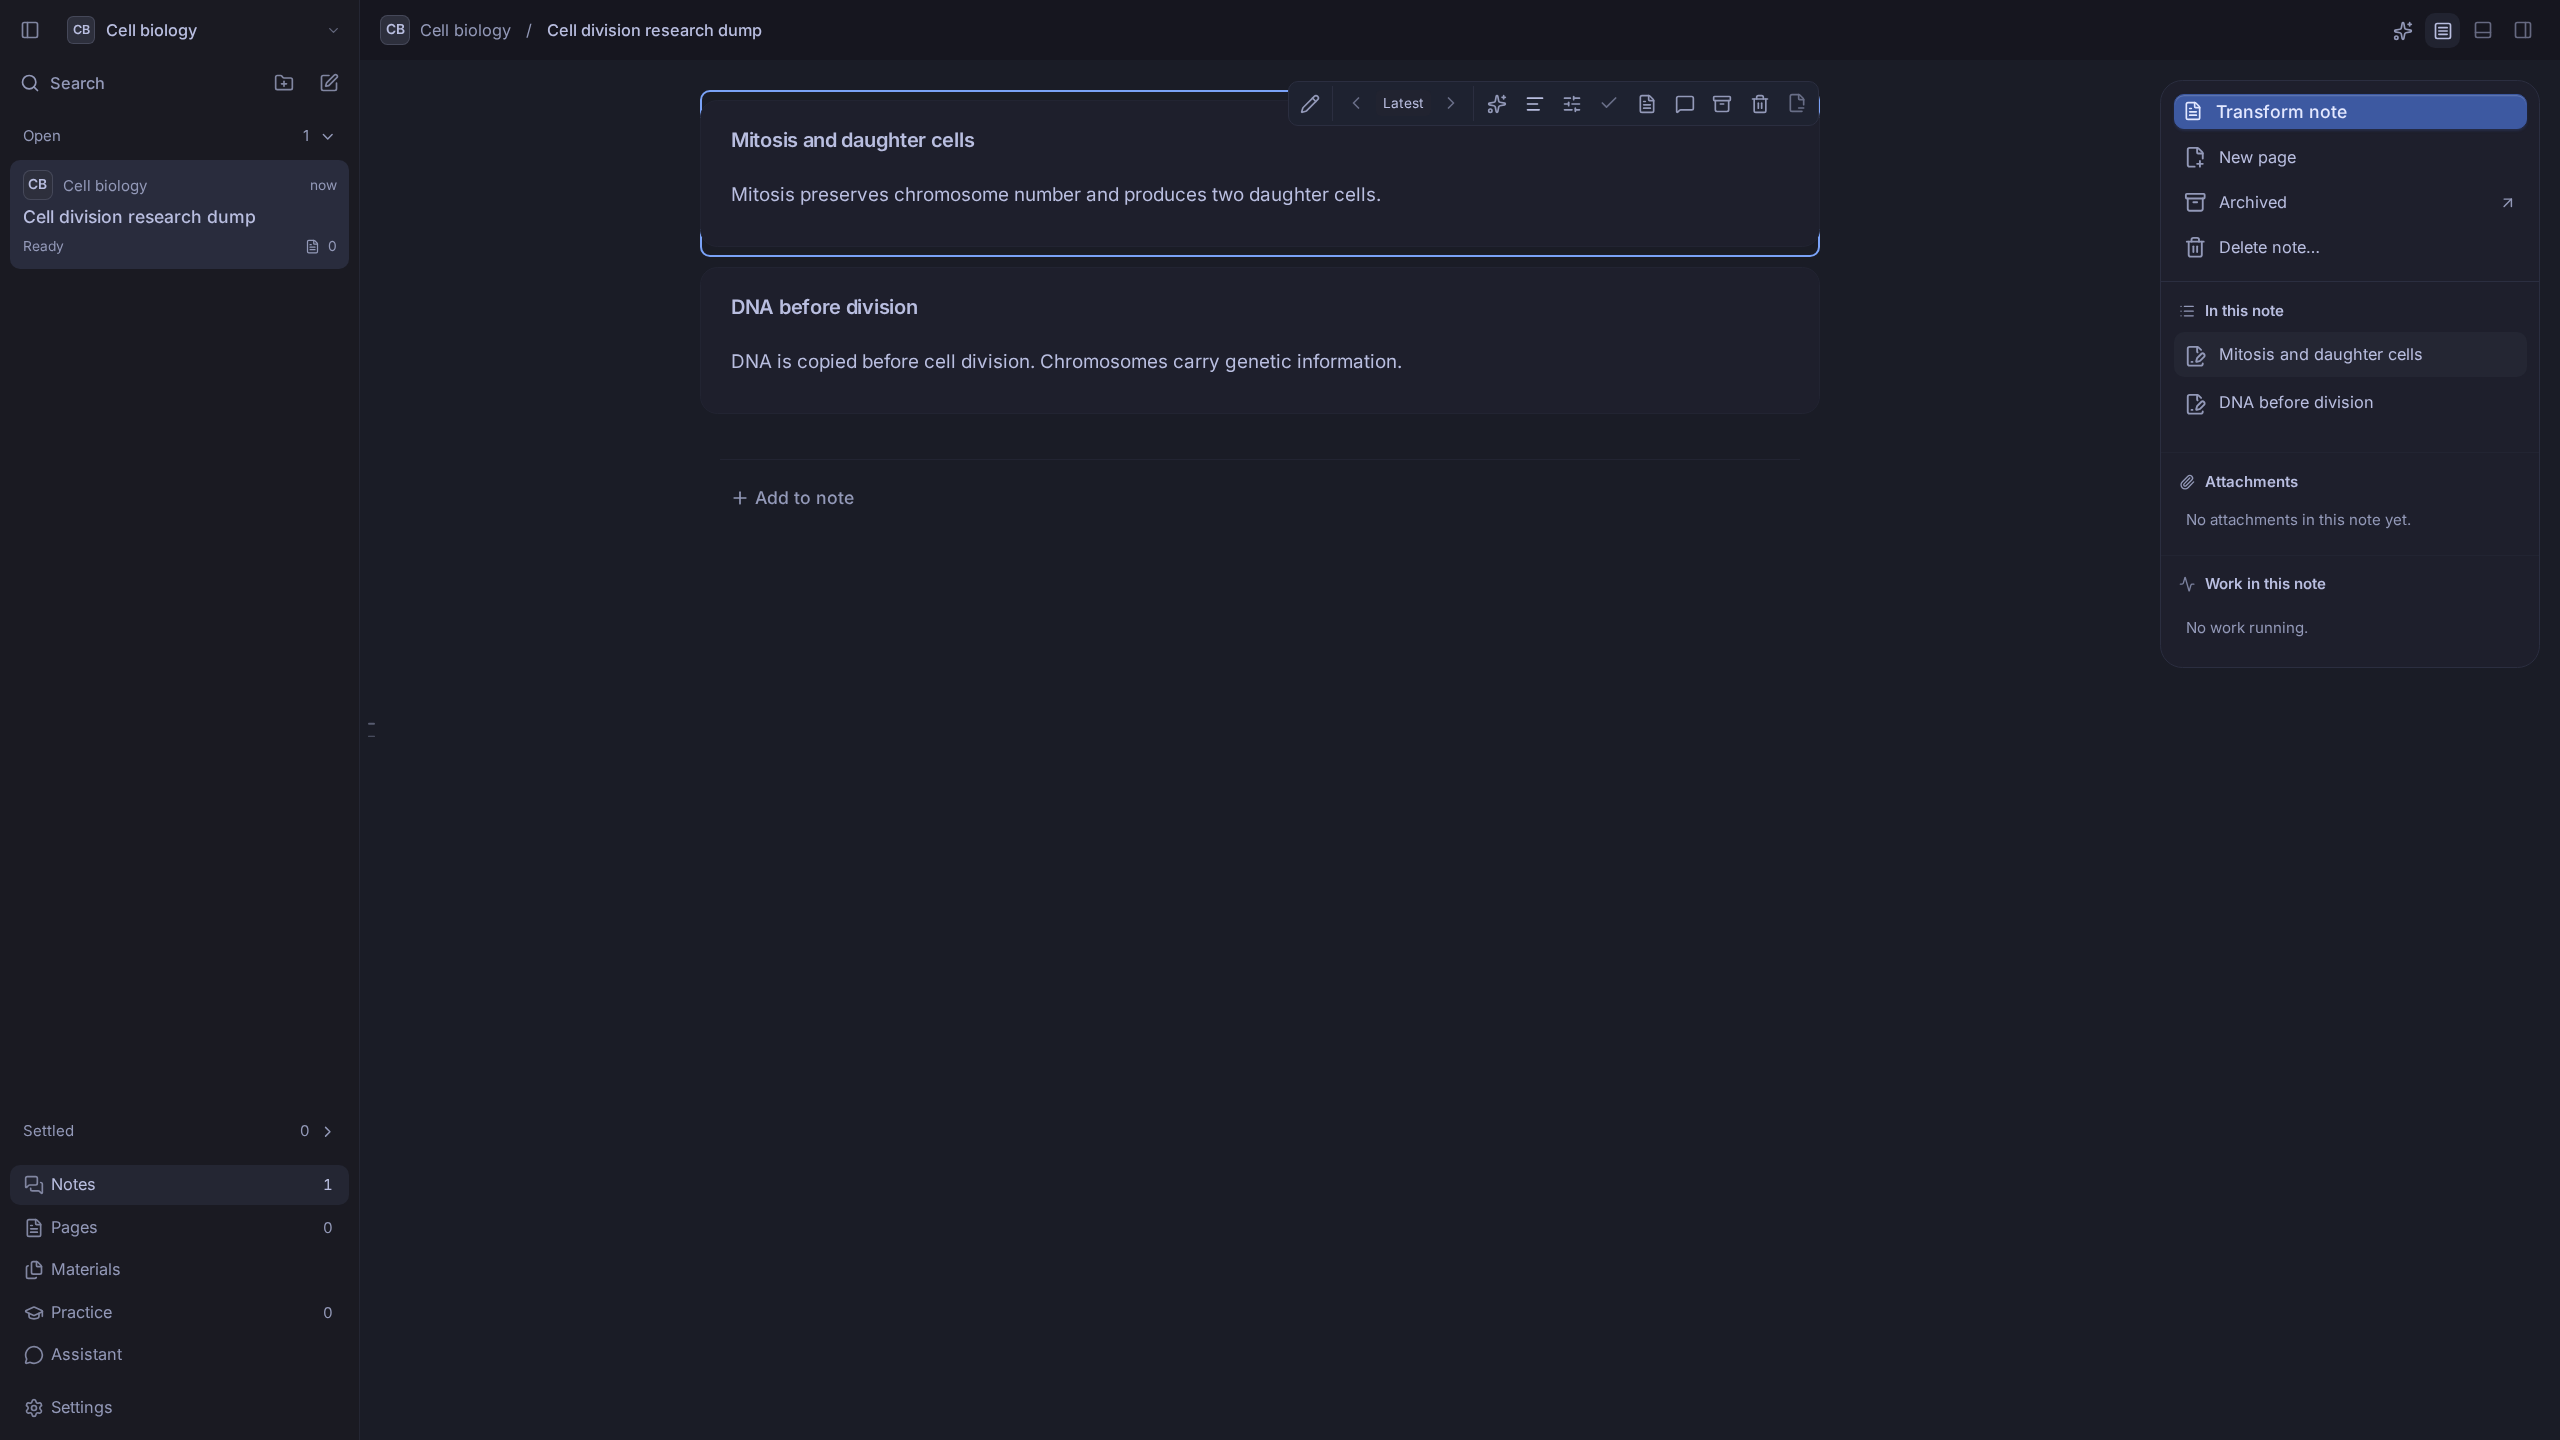 CB Cell biology
Search
Open 1
CB Cell biology now
Cell division research dump
Ready 0
Settled 0
Notes 1
Pages 0
Materials
Practice 0
Assistant
Settings
CB Cell biology / Cell division research dump
Latest
Mitosis and daughter cells
Mitosis preserves chromosome number and produces two daughter cells.
DNA before division
DNA is copied before cell division. Chromosomes carry genetic information.
Add to note
Transform note
New page
Archived
Delete note...
In this note
Mitosis and daughter cells
DNA before division
Attachments
No attachments in this note yet.
Work in this note
No work running.